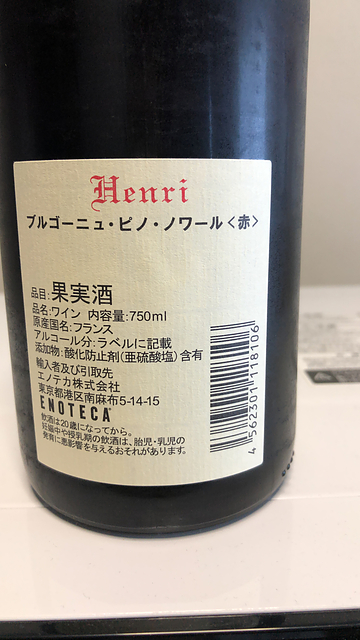 Henri
ブルゴーニュ・ピノ・ノワール〈赤〉
品目:果実酒
品名:ワイン 内容量:750ml
原産国名:フランス
アルコール分:ラベルに記載
添加物:酸化防止剤(亜硫酸塩)含有
輸入者及び引取先
エノテカ株式会社
東京都港区南麻布5-14-15
ENOTECA
飲酒は20歳になってから。
妊娠中や授乳期の飲酒は、胎児・乳児の
発育に悪影響を与えるおそれがあります。
4 562301 118106